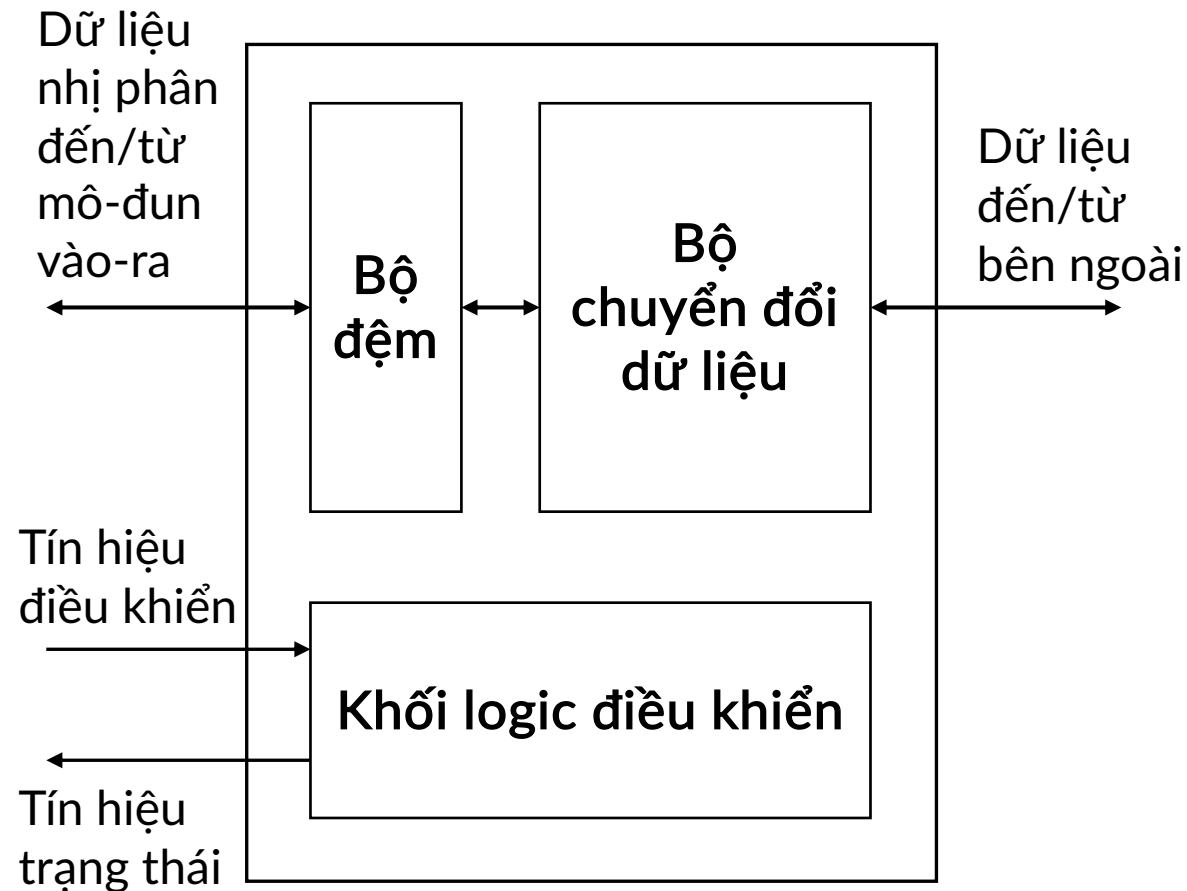 Dữ liệu
nhị phân
đến/từ
mô-đun
vào-ra
Bộ
đệm
Bộ
chuyển đổi
dữ liệu
Dữ liệu
đến/từ
bên ngoài
Tín hiệu
điều khiển
Khối logic điều khiển
Tín hiệu
trạng thái